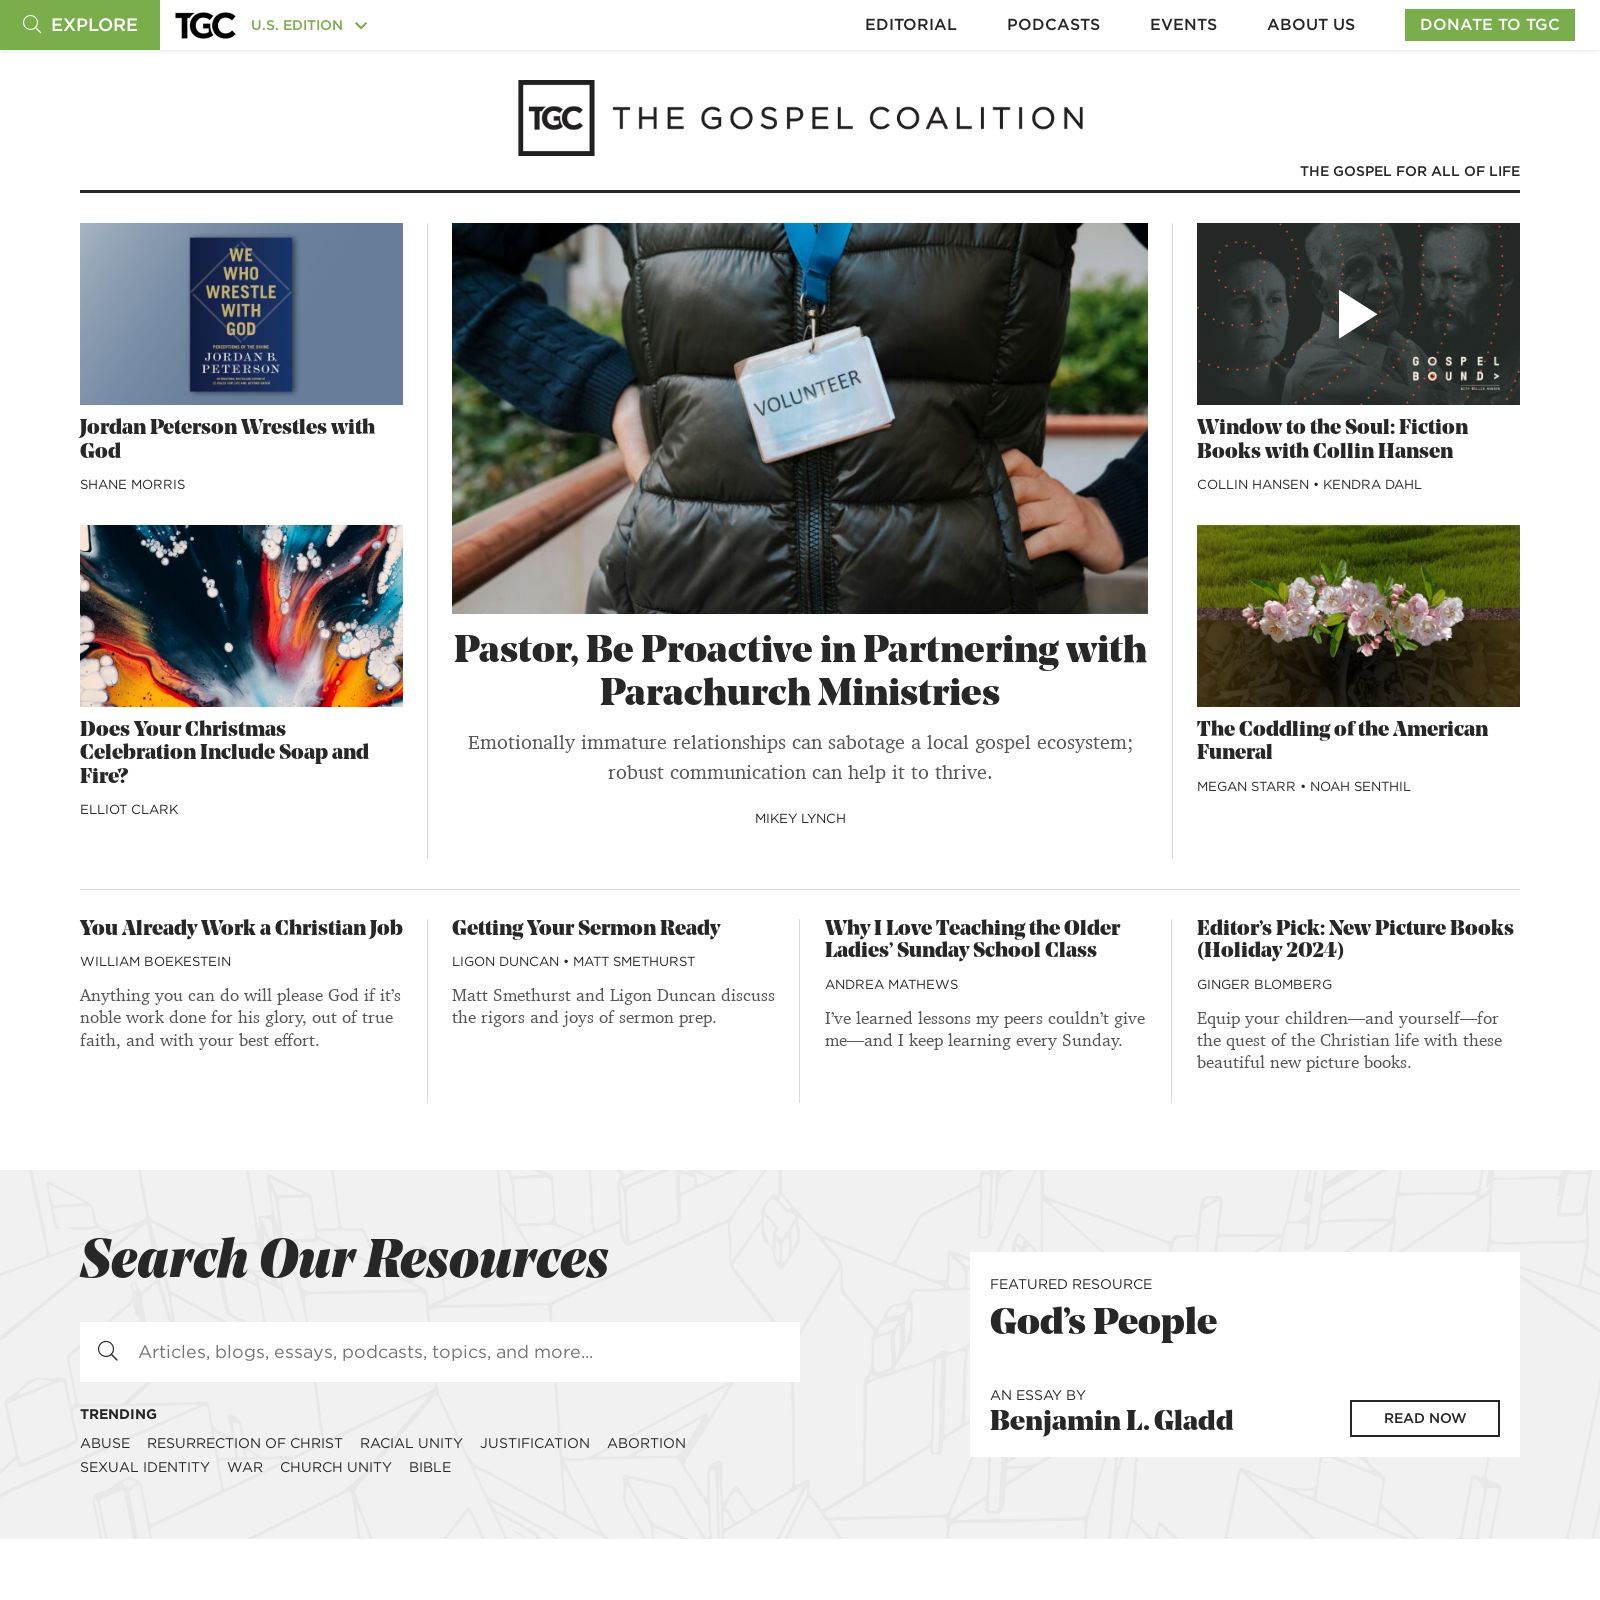 EXPLORE
TGC
U.S. EDITION
EDITORIAL
PODCASTS
EVENTS
ABOUT US
DONATE TO TGC
TGC THE GOSPEL COALITION
THE GOSPEL FOR ALL OF LIFE
WE
WHO
WRESTLE
WITH
GOD
PERCEPTIONS OF THE DIVINE
JORDAN B.
PETERSON
Jordan Peterson Wrestles with
God
SHANE MORRIS
Does Your Christmas
Celebration Include Soap and
Fire?
ELLIOT CLARK
VOLUNTEER
Pastor, Be Proactive in Partnering with
Parachurch Ministries
Emotionally immature relationships can sabotage a local gospel ecosystem;
robust communication can help it to thrive.
MIKEY LYNCH
GOSPEL
BOUND>
WITH COLLIN HANSEN
Window to the Soul: Fiction
Books with Collin Hansen
COLLIN HANSEN • KENDRA DAHL
The Coddling of the American
Funeral
MEGAN STARR • NOAH SENTHIL
You Already Work a Christian Job
WILLIAM BOEKESTEIN
Anything you can do will please God if it’s
noble work done for his glory, out of true
faith, and with your best effort.
Getting Your Sermon Ready
LIGON DUNCAN • MATT SMETHURST
Matt Smethurst and Ligon Duncan discuss
the rigors and joys of sermon prep.
Why I Love Teaching the Older
Ladies’ Sunday School Class
ANDREA MATHEWS
I’ve learned lessons my peers couldn’t give
me—and I keep learning every Sunday.
Editor’s Pick: New Picture Books
(Holiday 2024)
GINGER BLOMBERG
Equip your children—and yourself—for
the quest of the Christian life with these
beautiful new picture books.
Search Our Resources
Articles, blogs, essays, podcasts, topics, and more...
TRENDING
ABUSE RESURRECTION OF CHRIST RACIAL UNITY JUSTIFICATION ABORTION
SEXUAL IDENTITY WAR CHURCH UNITY BIBLE
FEATURED RESOURCE
God’s People
AN ESSAY BY
Benjamin L. Gladd
READ NOW